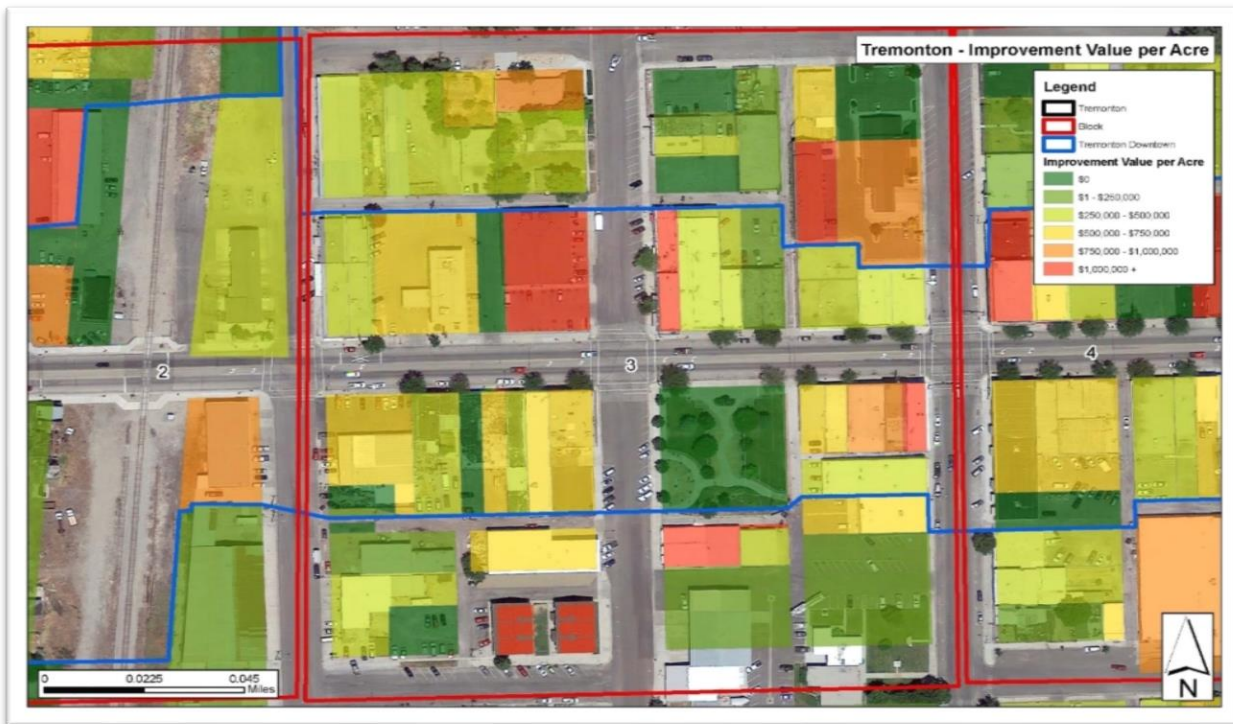 Tremonton - Improvement Value per Acre
Legend
Tremonton
Block
Tremonton Downtown
Improvement Value per Acre
$0
$1 - $250,000
$250,000 - $500,000
$500,000 - $750,000
$750,000 - $1,000,000
$1,000,000 +
2
3
4
0 0.0225 0.045
Miles
N